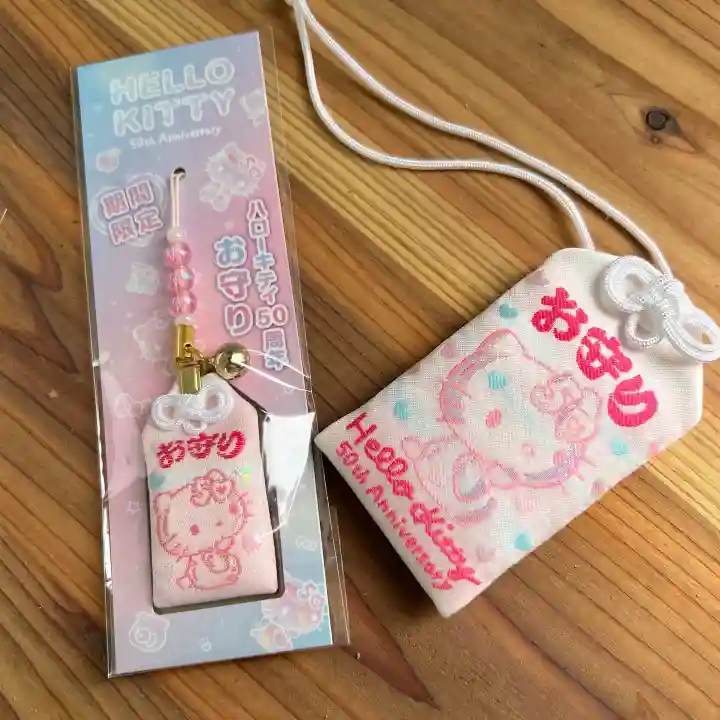 HELLO
KITTY
50th Anniversary
期間
限定
ハローキティ50周年
お守り
お守り
お守り
Hello Kitty
50th Anniversary